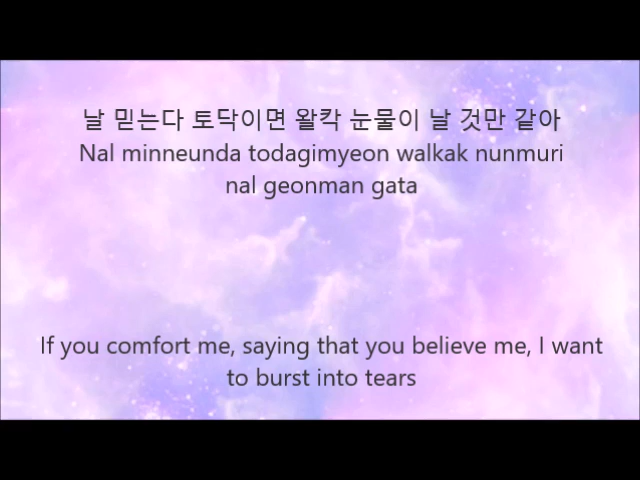 날 믿는다 토닥이면 왈칵 눈물이 날 것만 같아
Nal minneunda todagimyeon walkak nunmuri
nal geonman gata
If you comfort me, saying that you believe me, I want
to burst into tears